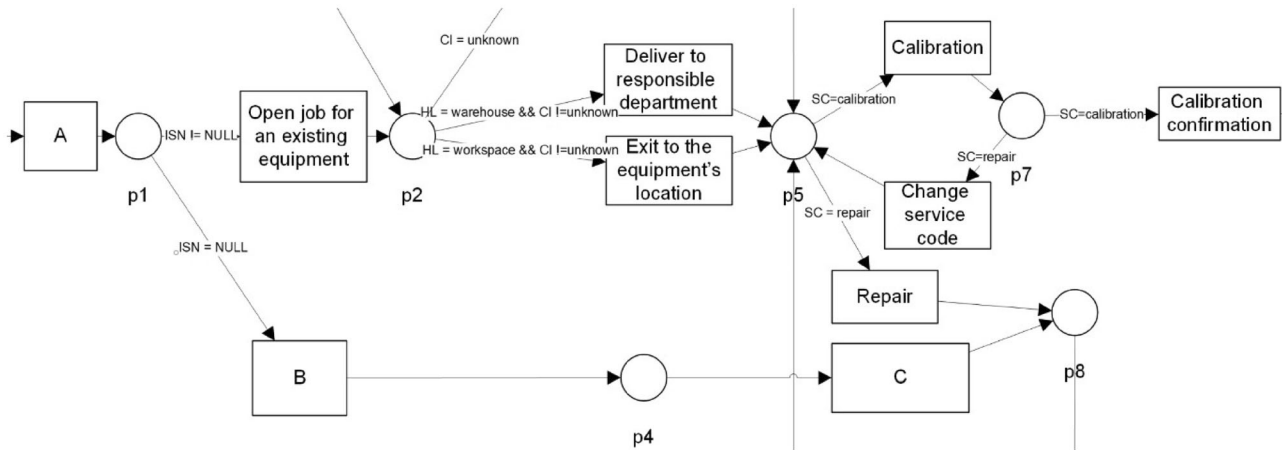 CI = unknown
Deliver to
responsible
department
Calibration
A
ISN != NULL
Open job for
an existing
equipment
HL = warehouse && CI !=unknown
SC=calibration
SC=calibration
Calibration
confirmation
HL = workspace && CI !=unknown
Exit to the
equipment's
location
SC=repair
p1
p2
p5
p7
Change
service
code
SC = repair
ISN = NULL
Repair
B
C
p8
p4